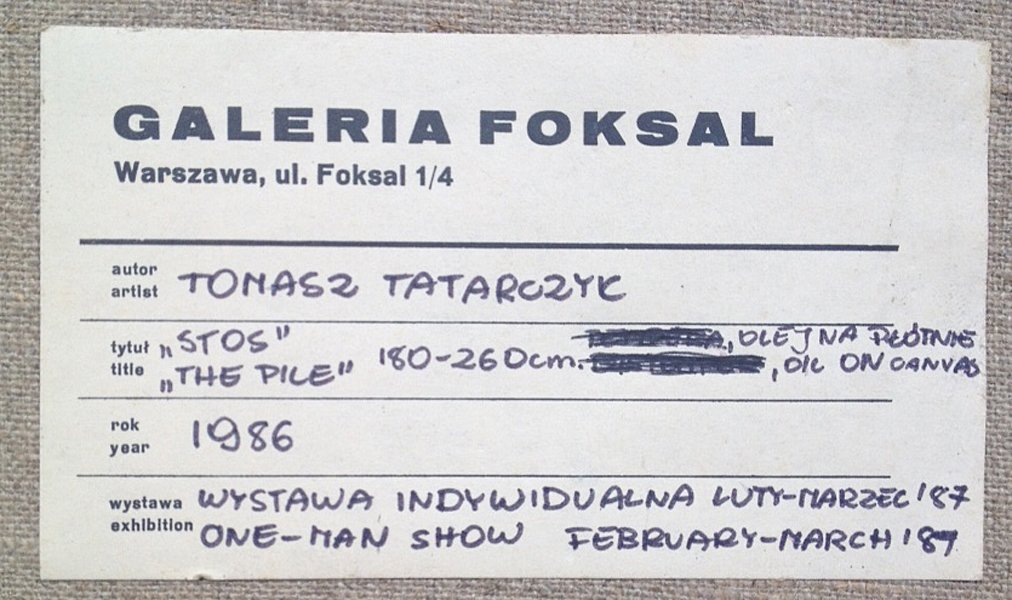 GALERIA FOKSAL
Warszawa, ul. Foksal 1/4
autor
artist TOMASZ TATARCZYK
tytuł „STOS”
title „THE PILE” 180-260cm. , OLEJ NA PŁÓTNIE
, OIL ON CANVAS
rok
year 1986
wystawa WYSTAWA INDYWIDUALNA LUTY-MARZEC '87
exhibition ONE-MAN SHOW FEBRUARY-MARCH '87